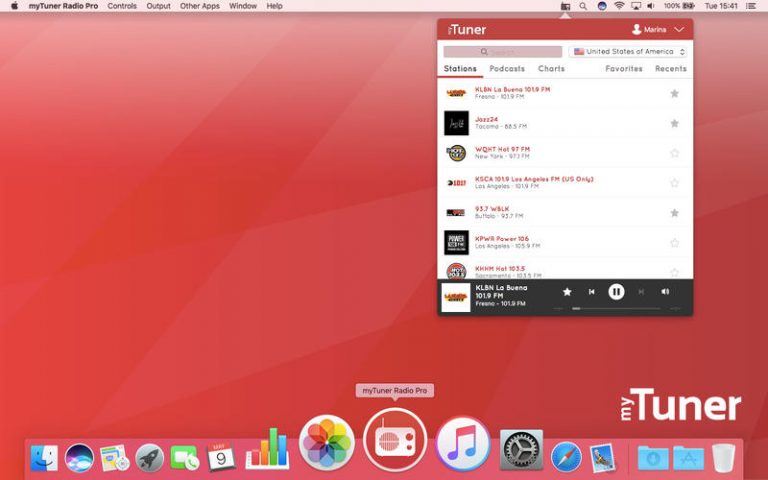 myTuner Radio Pro Controls Output Other Apps Window Help 100% Tue 15:41
myTuner Marina
Search... United States of America
Stations Podcasts Charts Favorites Recents
KLBN La Buena 101.9 FM
Fresno - 101.9 FM
Jazz24
Tacoma - 88.5 FM
WQHT Hot 97 FM
New York - 97.1 FM
KSCA 101.9 Los Angeles FM (US Only)
Los Angeles - 101.9 FM
93.7 WBLK
Buffalo - 93.7 FM
POWER
KPWR Power 106
Los Angeles - 105.9 FM
HOT
KHHM Hot 103.5
Sacramento - 103.5 FM
KLBN La Buena
101.9 FM
Fresno - 101.9 FM
myTuner Radio Pro
myTuner
MAY
9